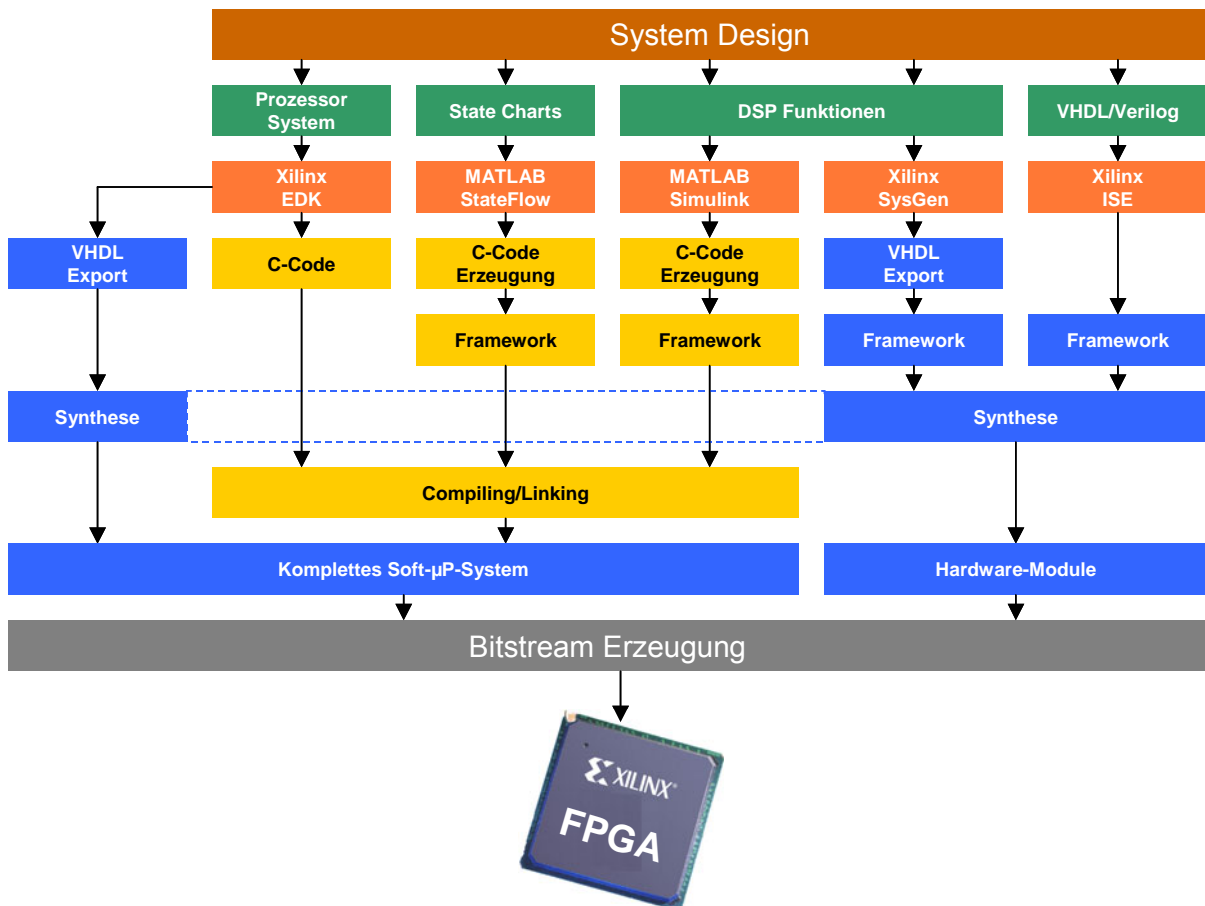 System Design
Prozessor
System
State Charts
DSP Funktionen
VHDL/Verilog
Xilinx
EDK
MATLAB
StateFlow
MATLAB
Simulink
Xilinx
SysGen
Xilinx
ISE
VHDL
Export
C-Code
C-Code
Erzeugung
C-Code
Erzeugung
VHDL
Export
Framework
Framework
Framework
Framework
Synthese
Synthese
Compiling/Linking
Komplettes Soft-µP-System
Hardware-Module
Bitstream Erzeugung
XILINX®
FPGA